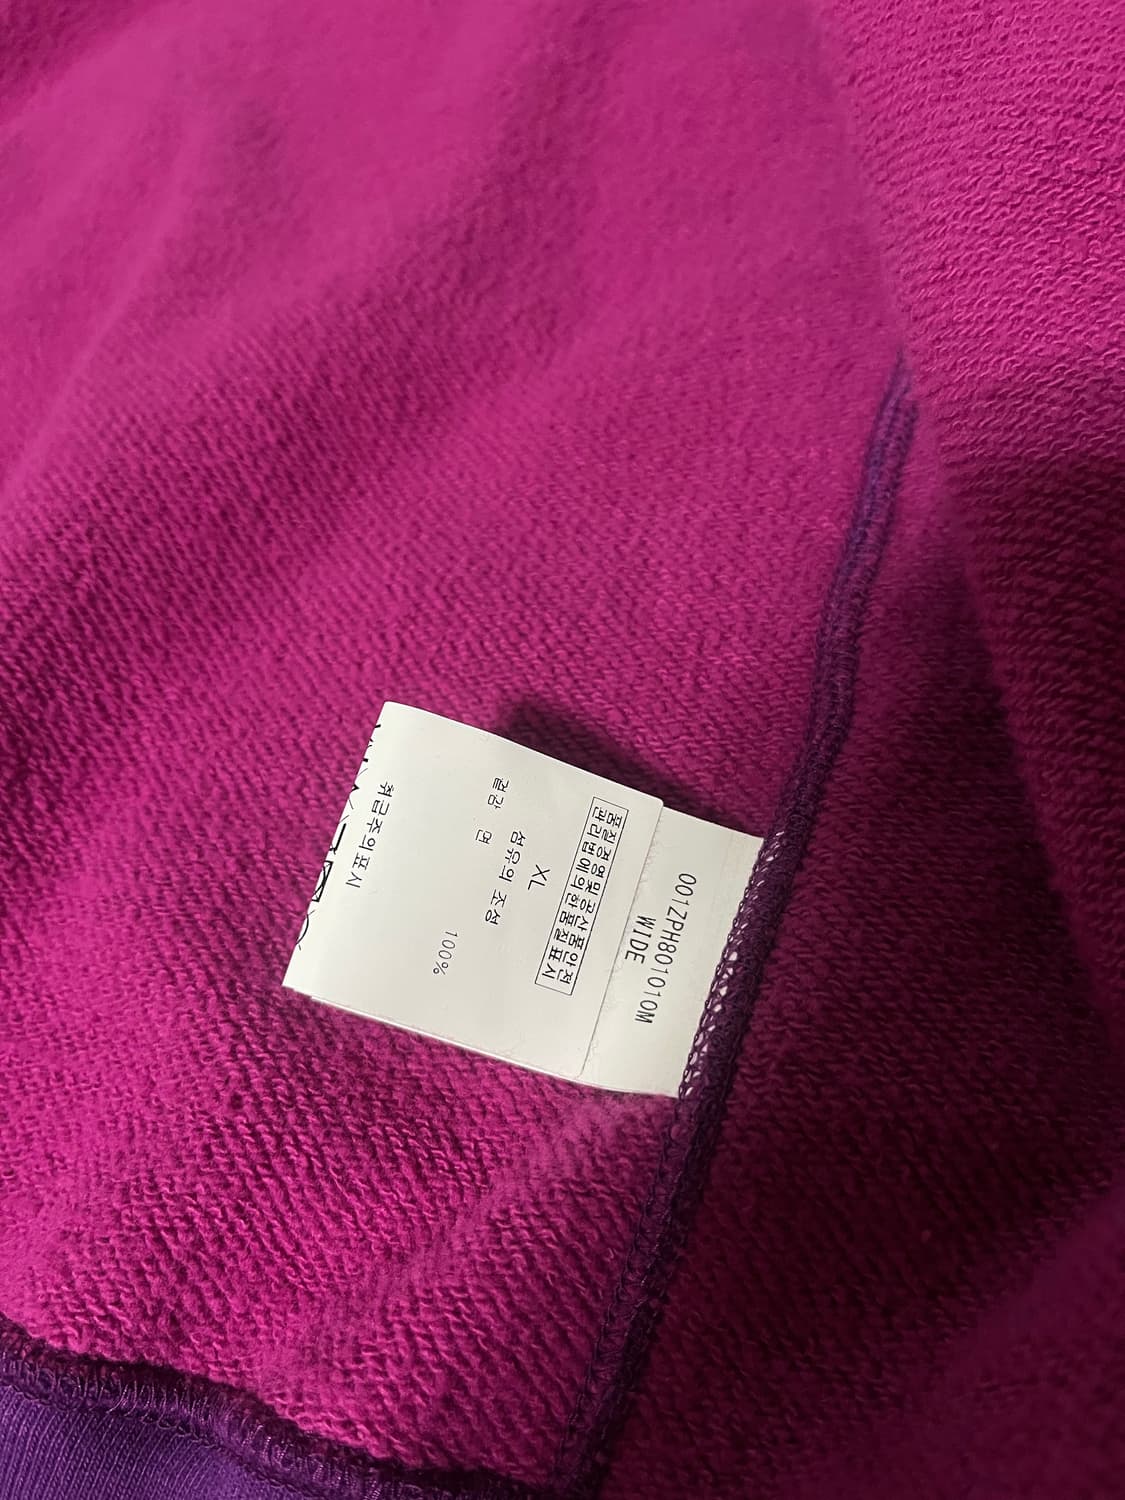 001ZPH801010M
WIDE
품질경영및공산품안전
관리법에의한품질표시
XL
섬유의 조성
겉감 면 100%
취급주의표시